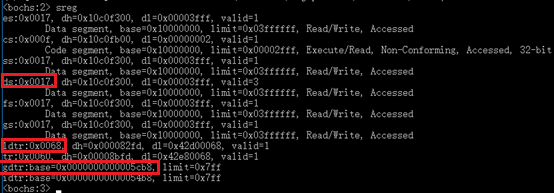 <bochs:2> sreg
es:0x0017, dh=0x10c0f300, dl=0x00003fff, valid=1
Data segment, base=0x10000000, limit=0x03ffffff, Read/Write, Accessed
cs:0x000f, dh=0x10c0fb00, dl=0x00000002, valid=1
Code segment, base=0x10000000, limit=0x00002fff, Execute/Read, Non-Conforming, Accessed, 32-bit
ss:0x0017, dh=0x10c0f300, dl=0x00003fff, valid=1
Data segment, base=0x10000000, limit=0x03ffffff, Read/Write, Accessed
ds:0x0017, dh=0x10c0f300, dl=0x00003fff, valid=3
Data segment, base=0x10000000, limit=0x03ffffff, Read/Write, Accessed
fs:0x0017, dh=0x10c0f300, dl=0x00003fff, valid=1
Data segment, base=0x10000000, limit=0x03ffffff, Read/Write, Accessed
gs:0x0017, dh=0x10c0f300, dl=0x00003fff, valid=1
Data segment, base=0x10000000, limit=0x03ffffff, Read/Write, Accessed
ldtr:0x0068, dh=0x000082fd, dl=0x42d00068, valid=1
tr:0x0060, dh=0x00008bfd, dl=0x42e80068, valid=1
gdtr:base=0x0000000000005cb8, limit=0x7ff
idtr:base=0x00000000000054b8, limit=0x7ff
<bochs:3>